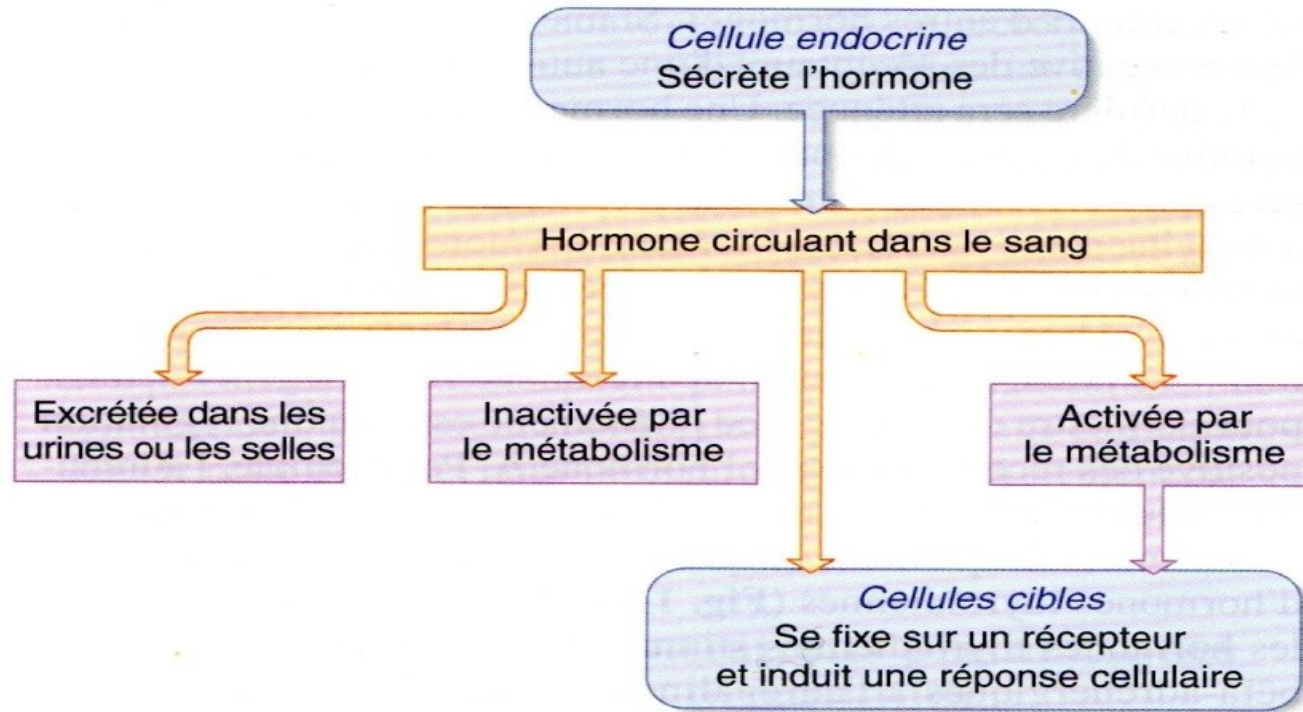 Cellule endocrine
Sécrète l'hormone
Hormone circulant dans le sang
Excrétée dans les
urines ou les selles
Inactivée par
le métabolisme
Activée par
le métabolisme
Cellules cibles
Se fixe sur un récepteur
et induit une réponse cellulaire